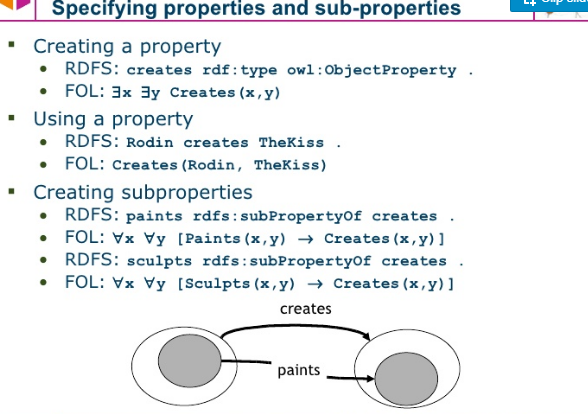 Specifying properties and sub-properties
▪ Creating a property
• RDFS: creates rdf:type owl:ObjectProperty .
• FOL: ∃x ∃y Creates(x,y)
▪ Using a property
• RDFS: Rodin creates TheKiss .
• FOL: Creates(Rodin, TheKiss)
▪ Creating subproperties
• RDFS: paints rdfs:subPropertyOf creates .
• FOL: ∀x ∀y [Paints(x,y) → Creates(x,y)]
• RDFS: sculpts rdfs:subPropertyOf creates .
• FOL: ∀x ∀y [Sculpts(x,y) → Creates(x,y)]
creates
paints